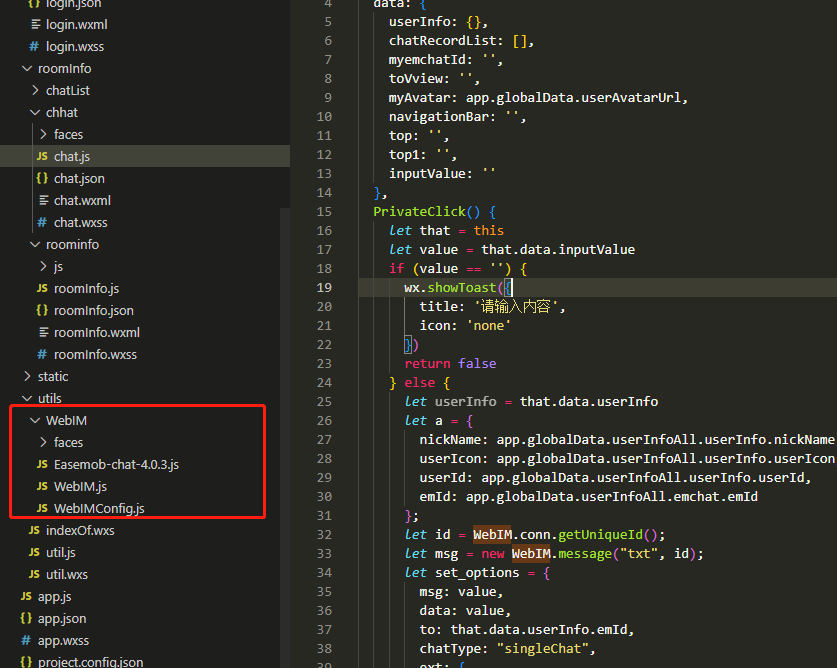 login.json
login.wxml
login.wxss
roomInfo
chatList
chhat
faces
JS chat.js
{} chat.json
chat.wxml
# chat.wxss
roominfo
js
JS roomInfo.js
{} roomInfo.json
roomInfo.wxml
# roomInfo.wxss
static
utils
WebIM
faces
JS Easemob-chat-4.0.3.js
JS WebIM.js
JS WebIMConfig.js
JS indexOf.wxs
JS util.js
JS util.wxs
JS app.js
{} app.json
# app.wxss
{} project.config.json
4 data: {
5 userInfo: {},
6 chatRecordList: [],
7 myemchatId: '',
8 toVview: '',
9 myAvatar: app.globalData.userAvatarUrl,
10 navigationBar: '',
11 top: '',
12 top1: '',
13 inputValue: ''
14 },
15 PrivateClick() {
16 let that = this
17 let value = that.data.inputValue
18 if (value == '') {
19 wx.showToast({
20 title: '请输入内容',
21 icon: 'none'
22 })
23 return false
24 } else {
25 let userInfo = that.data.userInfo
26 let a = {
27 nickName: app.globalData.userInfoAll.userInfo.nickName
28 userIcon: app.globalData.userInfoAll.userInfo.userIcon
29 userId: app.globalData.userInfoAll.userInfo.userId,
30 emId: app.globalData.userInfoAll.emchat.emId
31 };
32 let id = WebIM.conn.getUniqueId();
33 let msg = new WebIM.message("txt", id);
34 let set_options = {
35 msg: value,
36 data: value,
37 to: that.data.userInfo.emId,
38 chatType: "singleChat",
39 ext: {